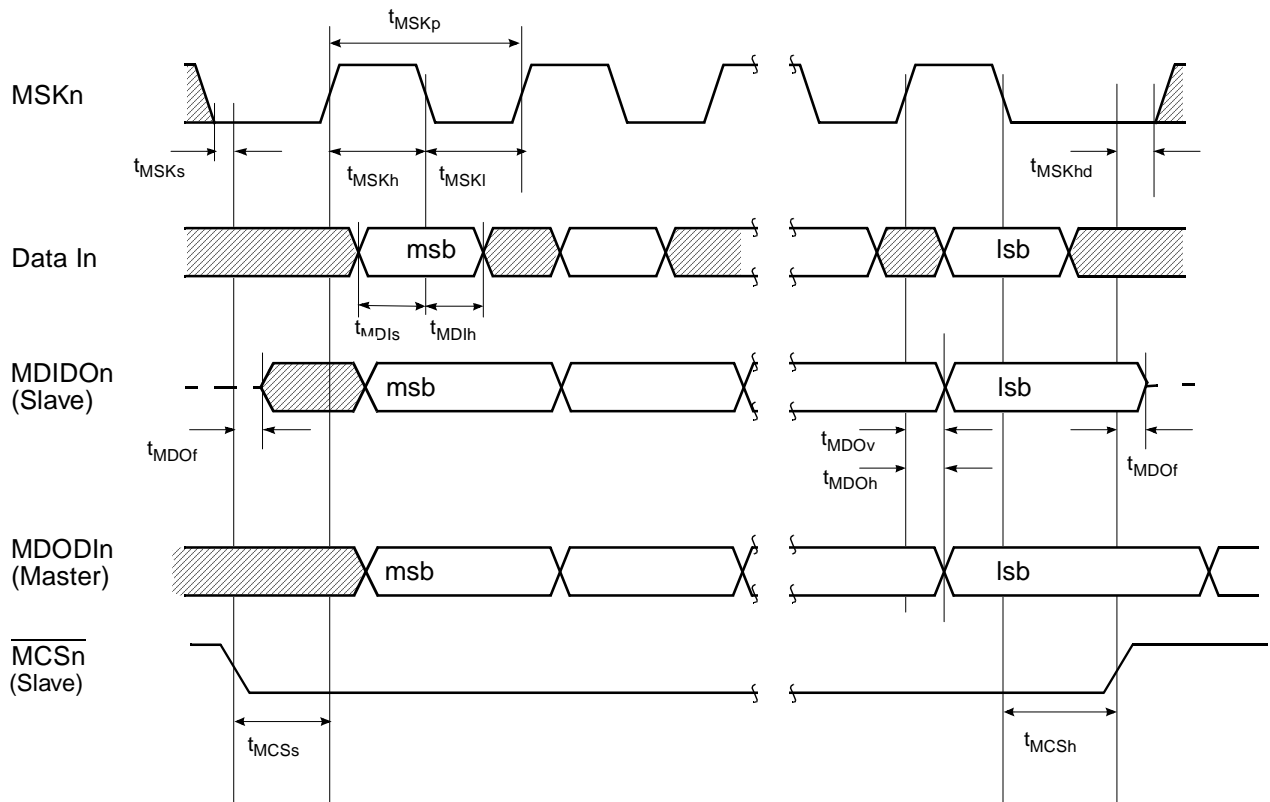 tMSKp
MSKn
tMSKs
tMSKh
tMSKl
tMSKhd
Data In
msb
lsb
tMDIs
tMDIh
MDIDOn
(Slave)
msb
lsb
tMDOf
tMDOv
tMDOh
tMDOf
MDODIn
(Master)
msb
lsb
MCSn
(Slave)
tMCSs
tMCSh